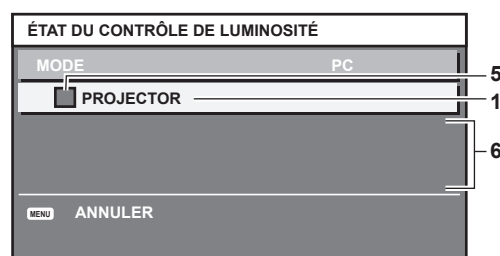 ÉTAT DU CONTRÔLE DE LUMINOSITÉ
MODE PC
5
PROJECTOR
1
6
MENU ANNULER